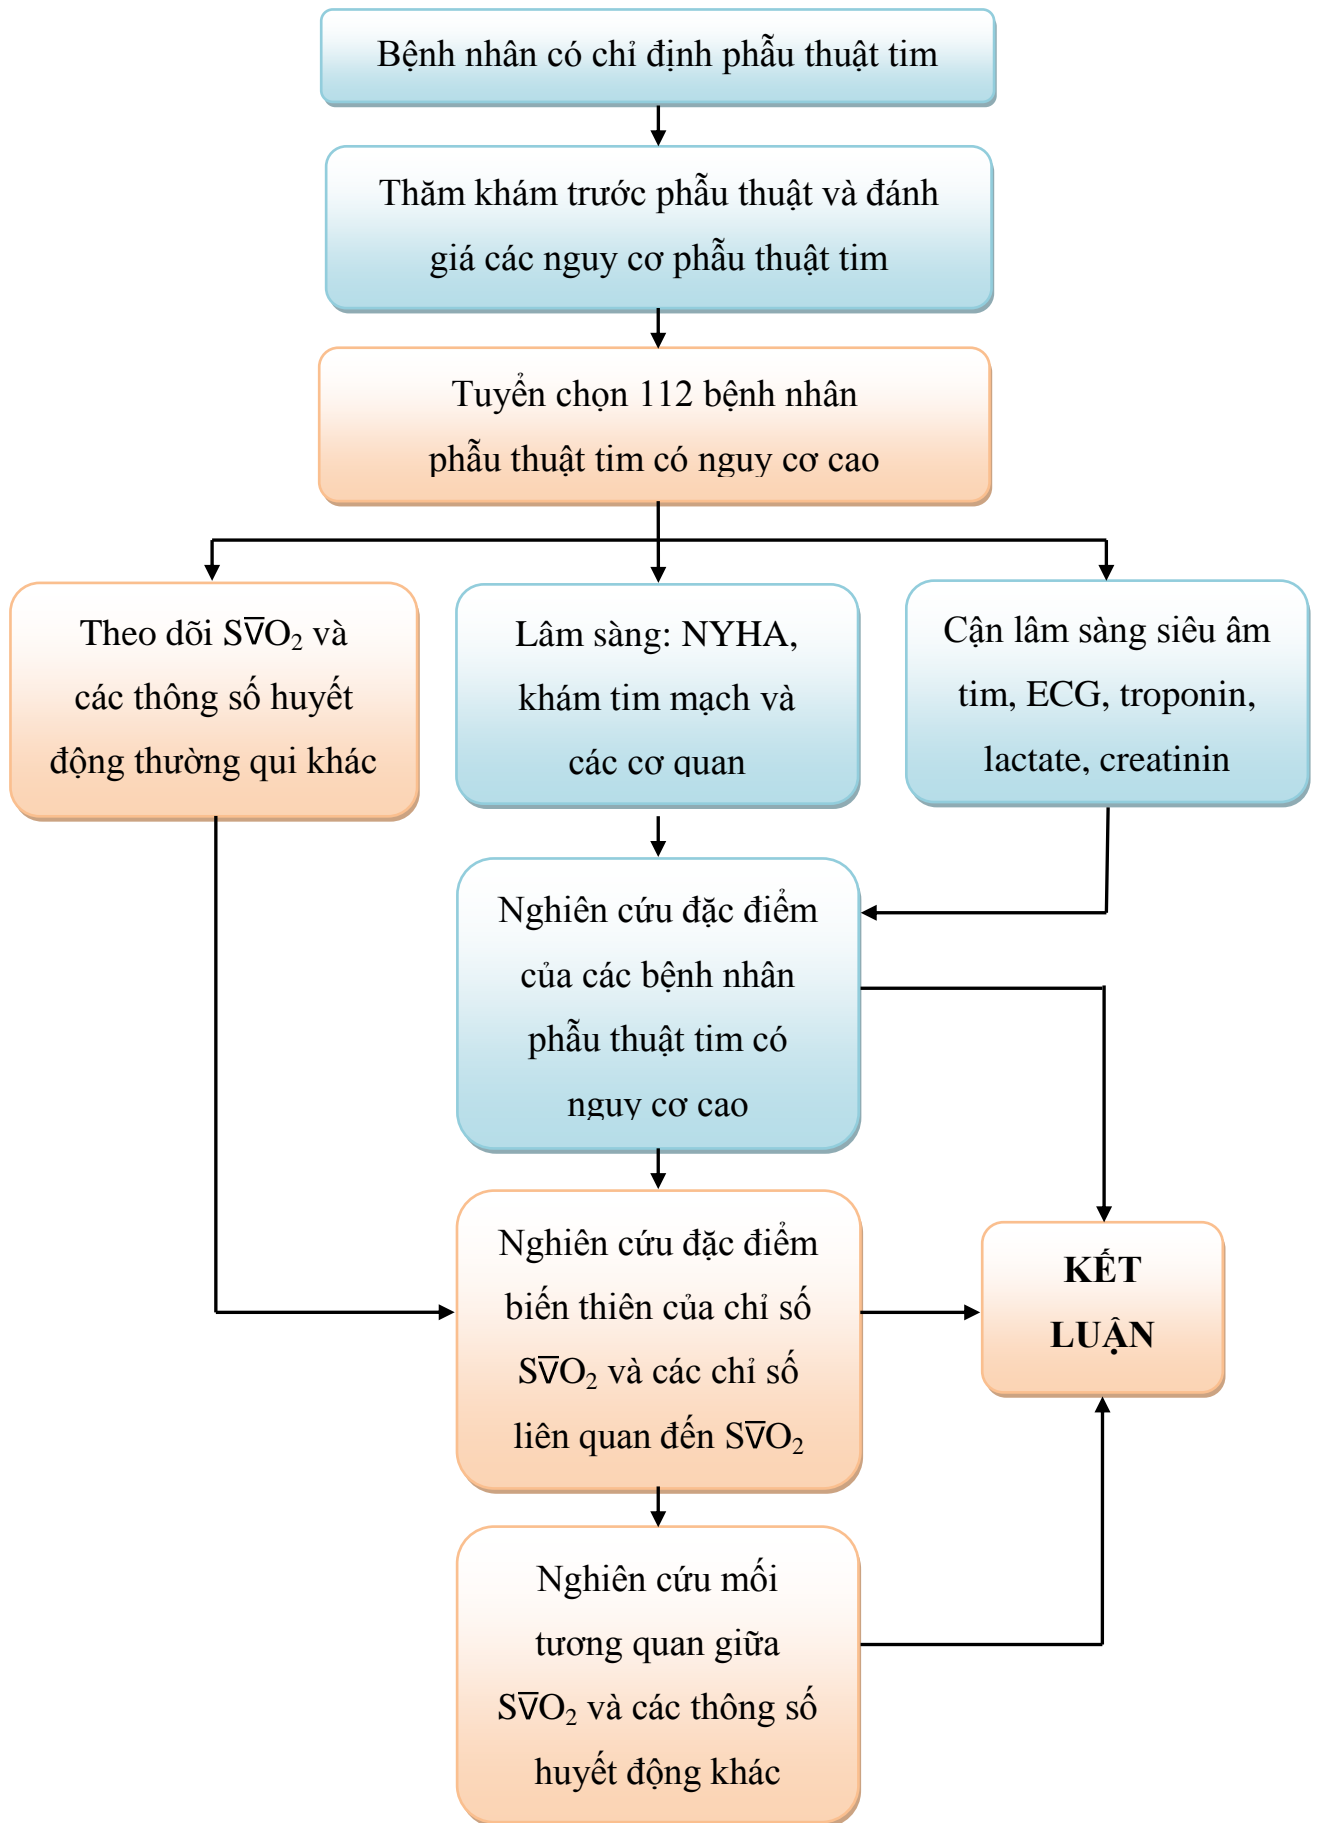 Bệnh nhân có chỉ định phẫu thuật tim
Thăm khám trước phẫu thuật và đánh
giá các nguy cơ phẫu thuật tim
Tuyển chọn 112 bệnh nhân
phẫu thuật tim có nguy cơ cao
Theo dõi SV̅O₂ và
các thông số huyết
động thường qui khác
Lâm sàng: NYHA,
khám tim mạch và
các cơ quan
Cận lâm sàng siêu âm
tim, ECG, troponin,
lactate, creatinin
Nghiên cứu đặc điểm
của các bệnh nhân
phẫu thuật tim có
nguy cơ cao
Nghiên cứu đặc điểm
biến thiên của chỉ số
SV̅O₂ và các chỉ số
liên quan đến SV̅O₂
KẾT
LUẬN
Nghiên cứu mối
tương quan giữa
SV̅O₂ và các thông số
huyết động khác